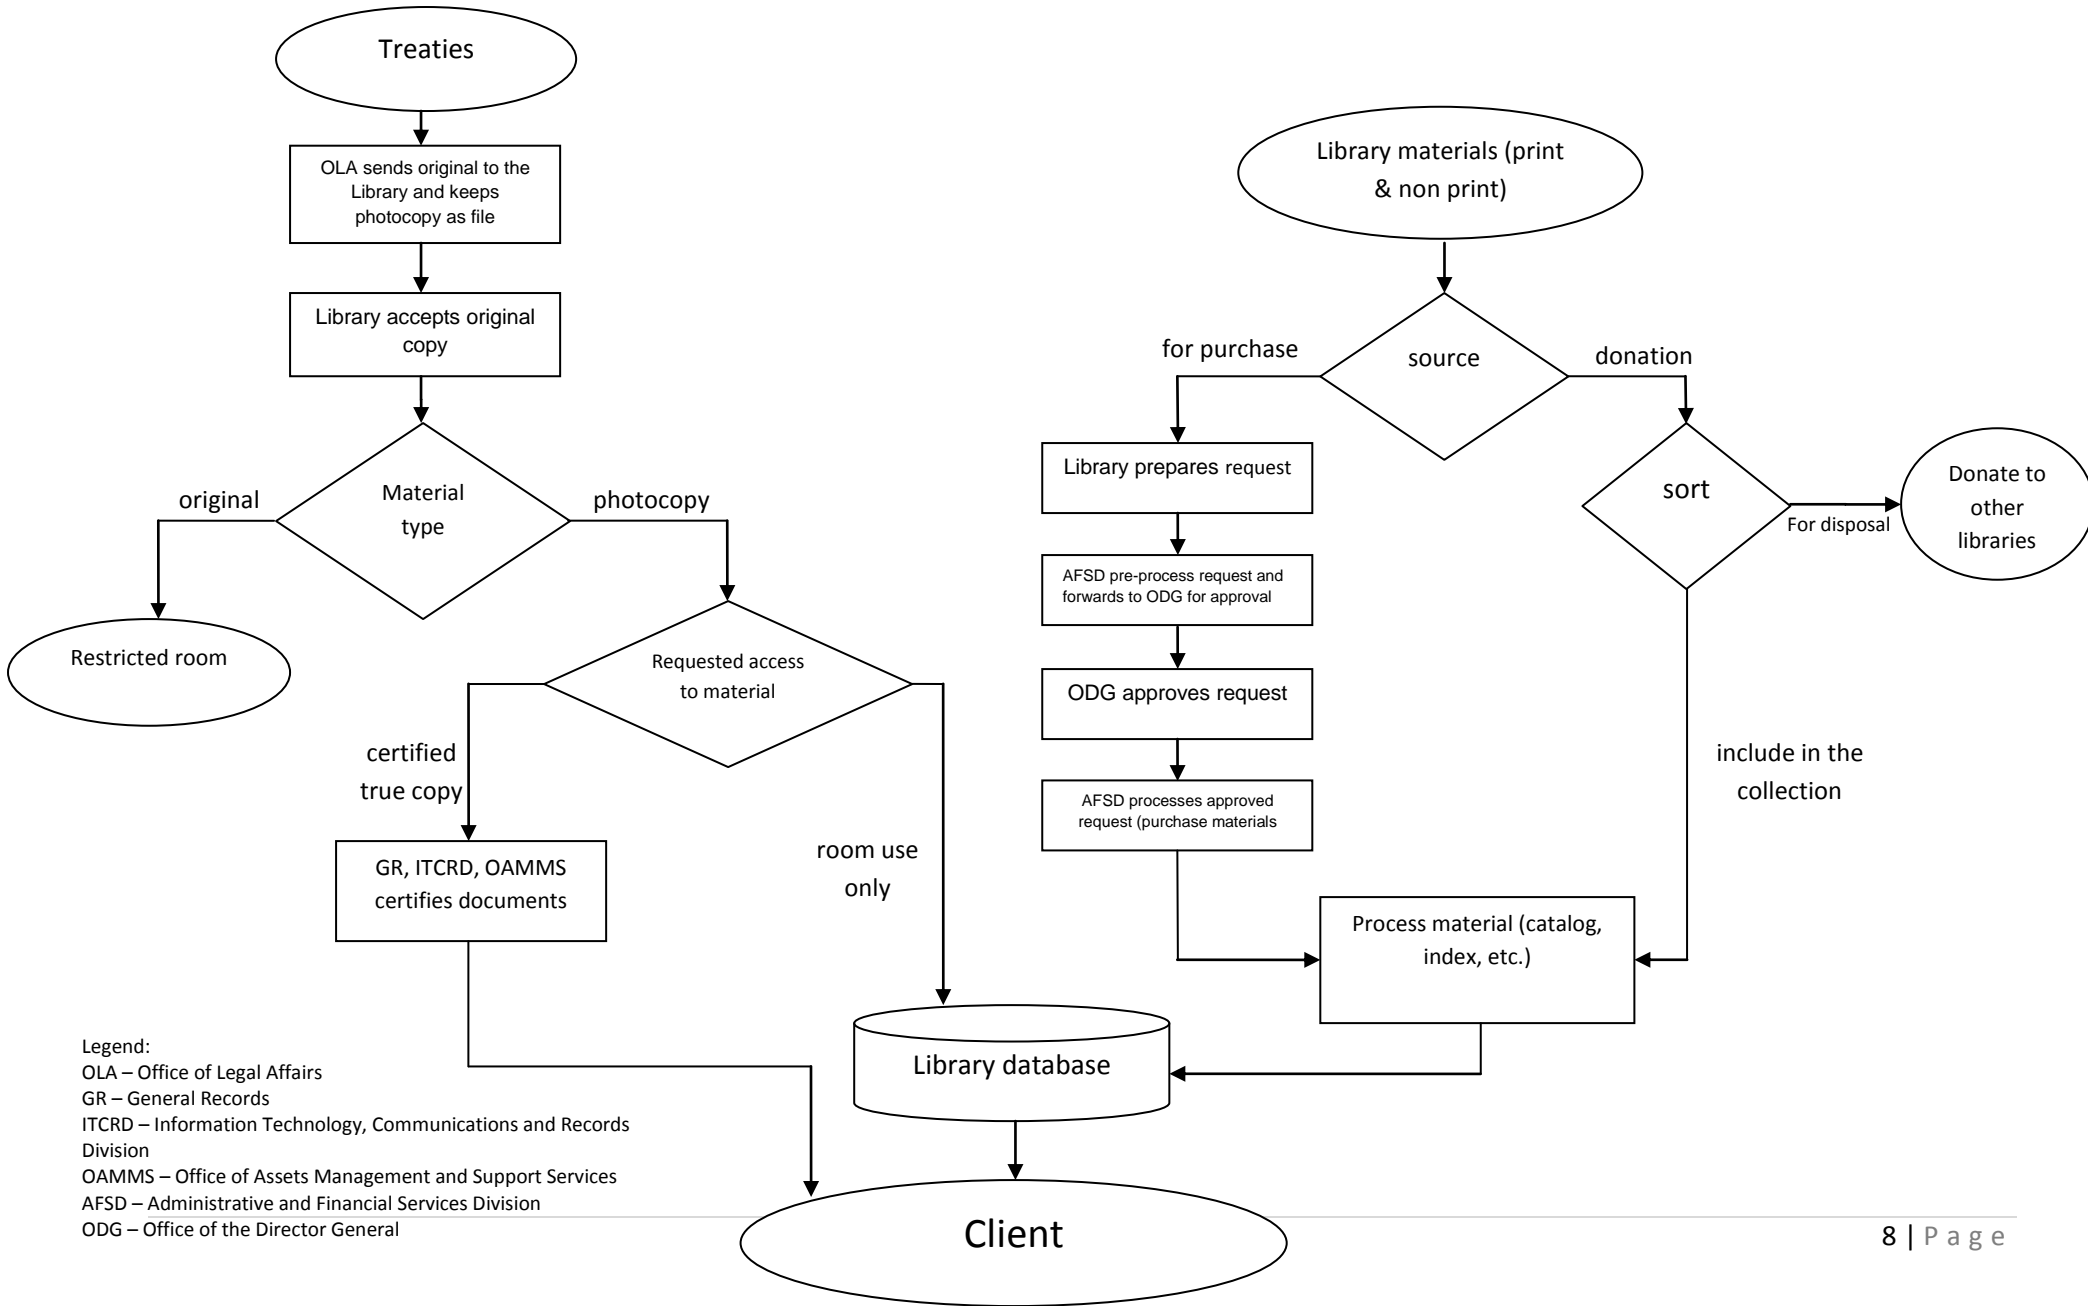 Treaties
OLA sends original to the
Library and keeps
photocopy as file
Library accepts original
copy
Material
type
original
photocopy
Restricted room
Requested access
to material
certified
true copy
room use
only
GR, ITCRD, OAMMS
certifies documents
Library materials (print
& non print)
source
for purchase
donation
Library prepares request
AFSD pre-process request and
forwards to ODG for approval
ODG approves request
AFSD processes approved
request (purchase materials
sort
For disposal
Donate to
other
libraries
include in the
collection
Process material (catalog,
index, etc.)
Library database
Client
Legend:
OLA – Office of Legal Affairs
GR – General Records
ITCRD – Information Technology, Communications and Records
Division
OAMMS – Office of Assets Management and Support Services
AFSD – Administrative and Financial Services Division
ODG – Office of the Director General
8 | P a g e